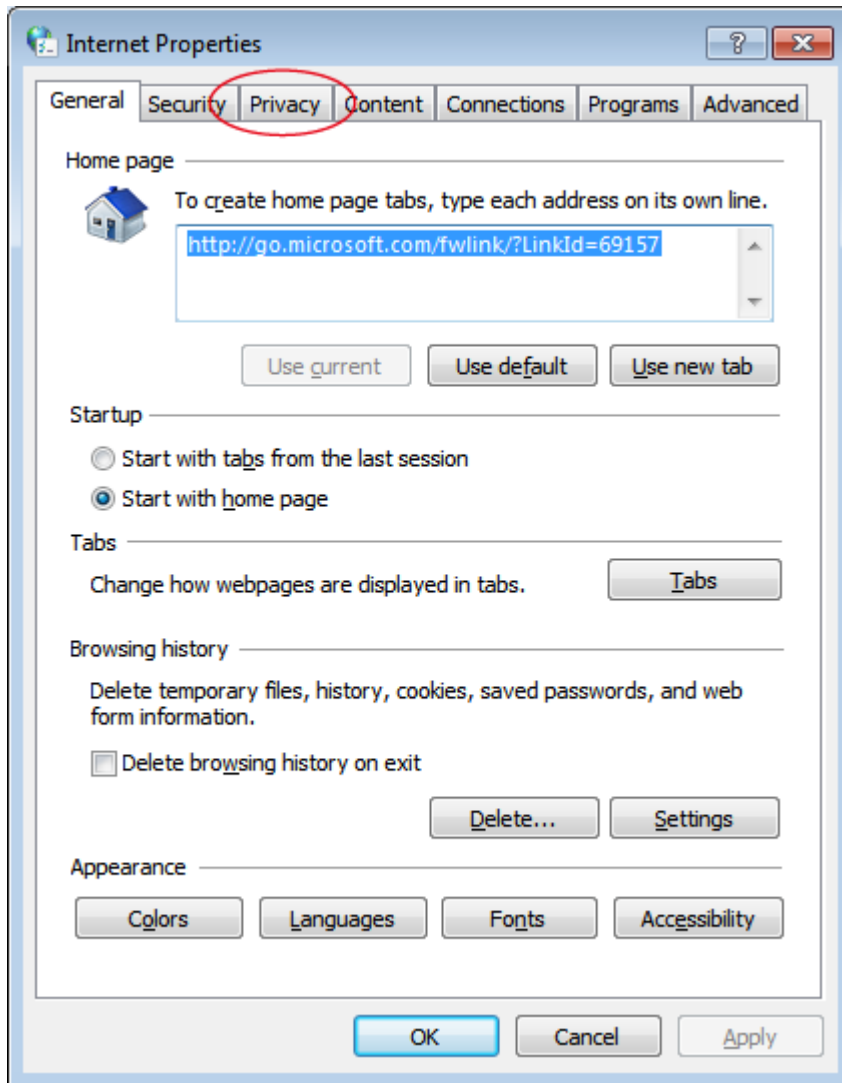 Internet Properties
General Security Privacy Content Connections Programs Advanced
Home page
To create home page tabs, type each address on its own line.
http://go.microsoft.com/fwlink/?LinkId=69157
Use current Use default Use new tab
Startup
Start with tabs from the last session
Start with home page
Tabs
Change how webpages are displayed in tabs. Tabs
Browsing history
Delete temporary files, history, cookies, saved passwords, and web
form information.
Delete browsing history on exit
Delete... Settings
Appearance
Colors Languages Fonts Accessibility
OK Cancel Apply